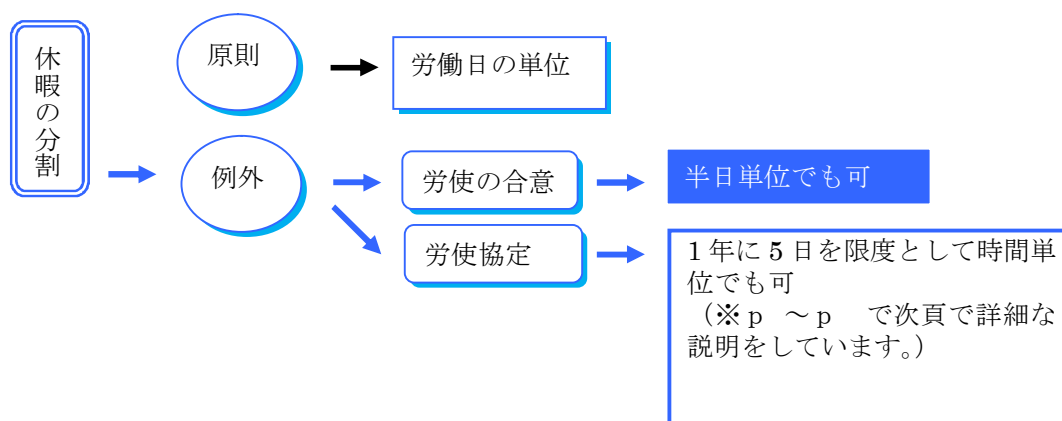 休暇の分割
原則
労働日の単位
例外
労使の合意
半日単位でも可
労使協定
1年に5日を限度として時間単
位でも可
(※p ~p で次頁で詳細な
説明をしています。)